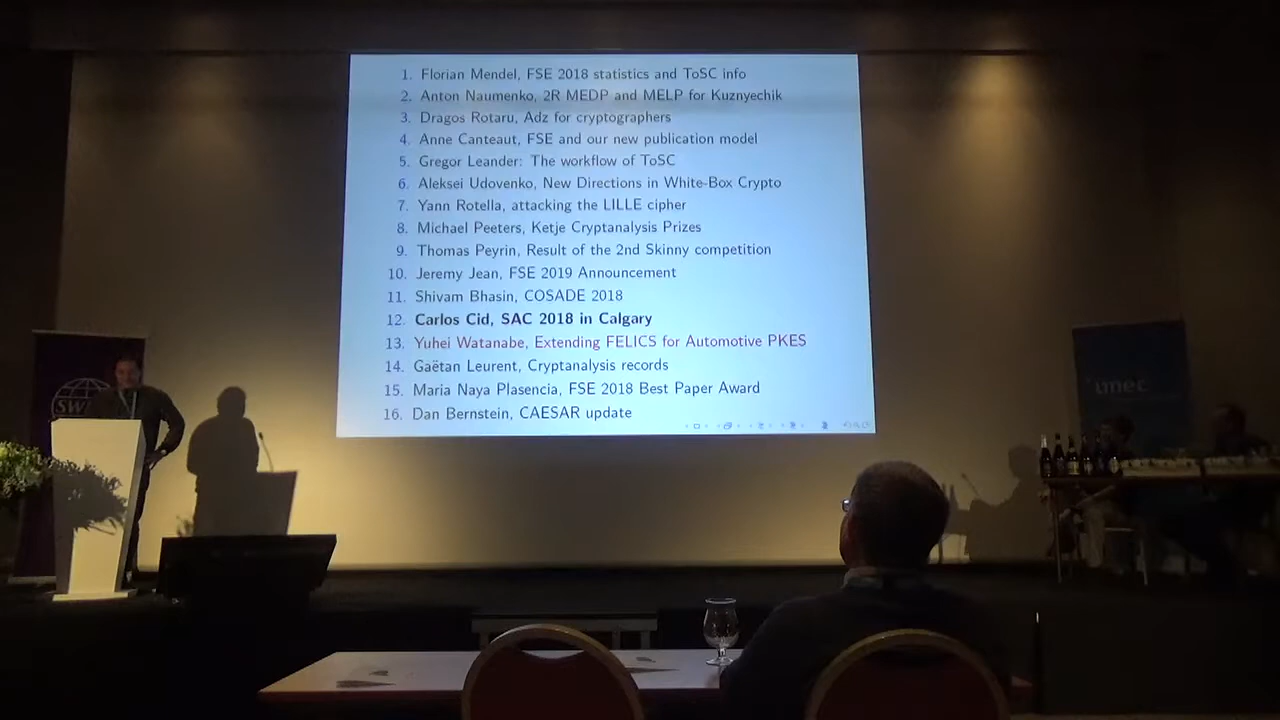 1. Florian Mendel, FSE 2018 statistics and ToSC info
2. Anton Naumenko, 2R MEDP and MELP for Kuznyechik
3. Dragos Rotaru, Adz for cryptographers
4. Anne Canteaut, FSE and our new publication model
5. Gregor Leander: The workflow of ToSC
6. Aleksei Udovenko, New Directions in White-Box Crypto
7. Yann Rotella, attacking the LILLE cipher
8. Michael Peeters, Ketje Cryptanalysis Prizes
9. Thomas Peyrin, Result of the 2nd Skinny competition
10. Jeremy Jean, FSE 2019 Announcement
11. Shivam Bhasin, COSADE 2018
12. Carlos Cid, SAC 2018 in Calgary
13. Yuhei Watanabe, Extending FELICS for Automotive PKES
14. Gaëtan Leurent, Cryptanalysis records
15. Maria Naya Plasencia, FSE 2018 Best Paper Award
16. Dan Bernstein, CAESAR update